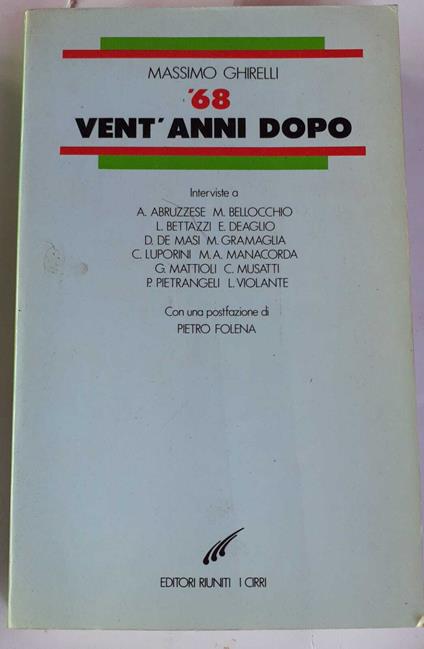 MASSIMO GHIRELLI
'68
VENT'ANNI DOPO
Interviste a
A. ABRUZZESE M. BELLOCCHIO
L. BETTAZZI E. DEAGLIO
D. DE MASI M. GRAMAGLIA
C. LUPORINI M.A. MANACORDA
G. MATTIOLI C. MUSATTI
P. PIETRANGELI L. VIOLANTE
Con una postfazione di
PIETRO FOLENA
EDITORI RIUNITI I CIRRI